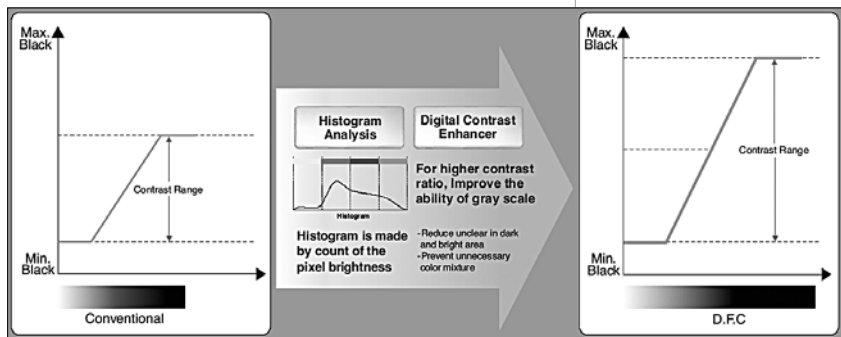 Max.
Black
Contrast Range
Min.
Black
Conventional
Histogram
Analysis
Digital Contrast
Enhancer
Histogram
Histogram is made
by count of the
pixel brightness
For higher contrast
ratio, Improve the
ability of gray scale
-Reduce unclear in dark
and bright area
-Prevent unnecessary
color mixture
Max.
Black
Contrast Range
Min.
Black
D.F.C